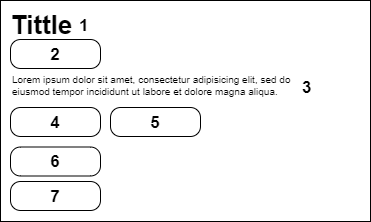 Tittle 1
2
Lorem ipsum dolor sit amet, consectetur adipisicing elit, sed do
eiusmod tempor incididunt ut labore et dolore magna aliqua.
3
4 5
6
7